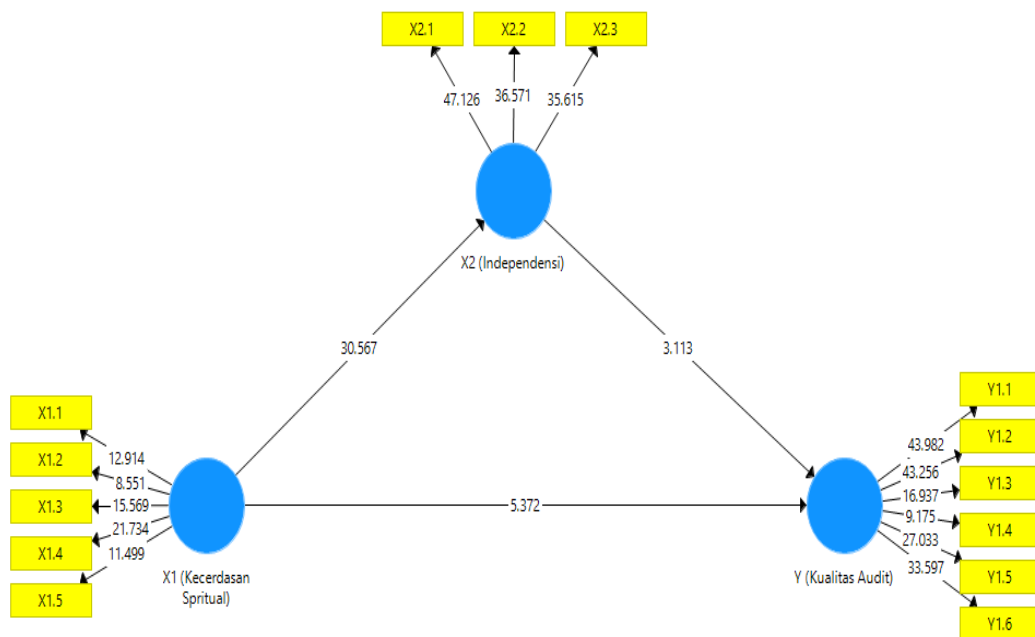 X2.1
X2.2
X2.3
47.126
36.571
35.615
X2 (Independensi)
30.567
3.113
X1.1
X1.2
X1.3
X1.4
X1.5
12.914
8.551
15.569
21.734
11.499
X1 (Kecerdasan
Spritual)
5.372
Y (Kualitas Audit)
43.982
43.256
16.937
9.175
27.033
33.597
Y1.1
Y1.2
Y1.3
Y1.4
Y1.5
Y1.6